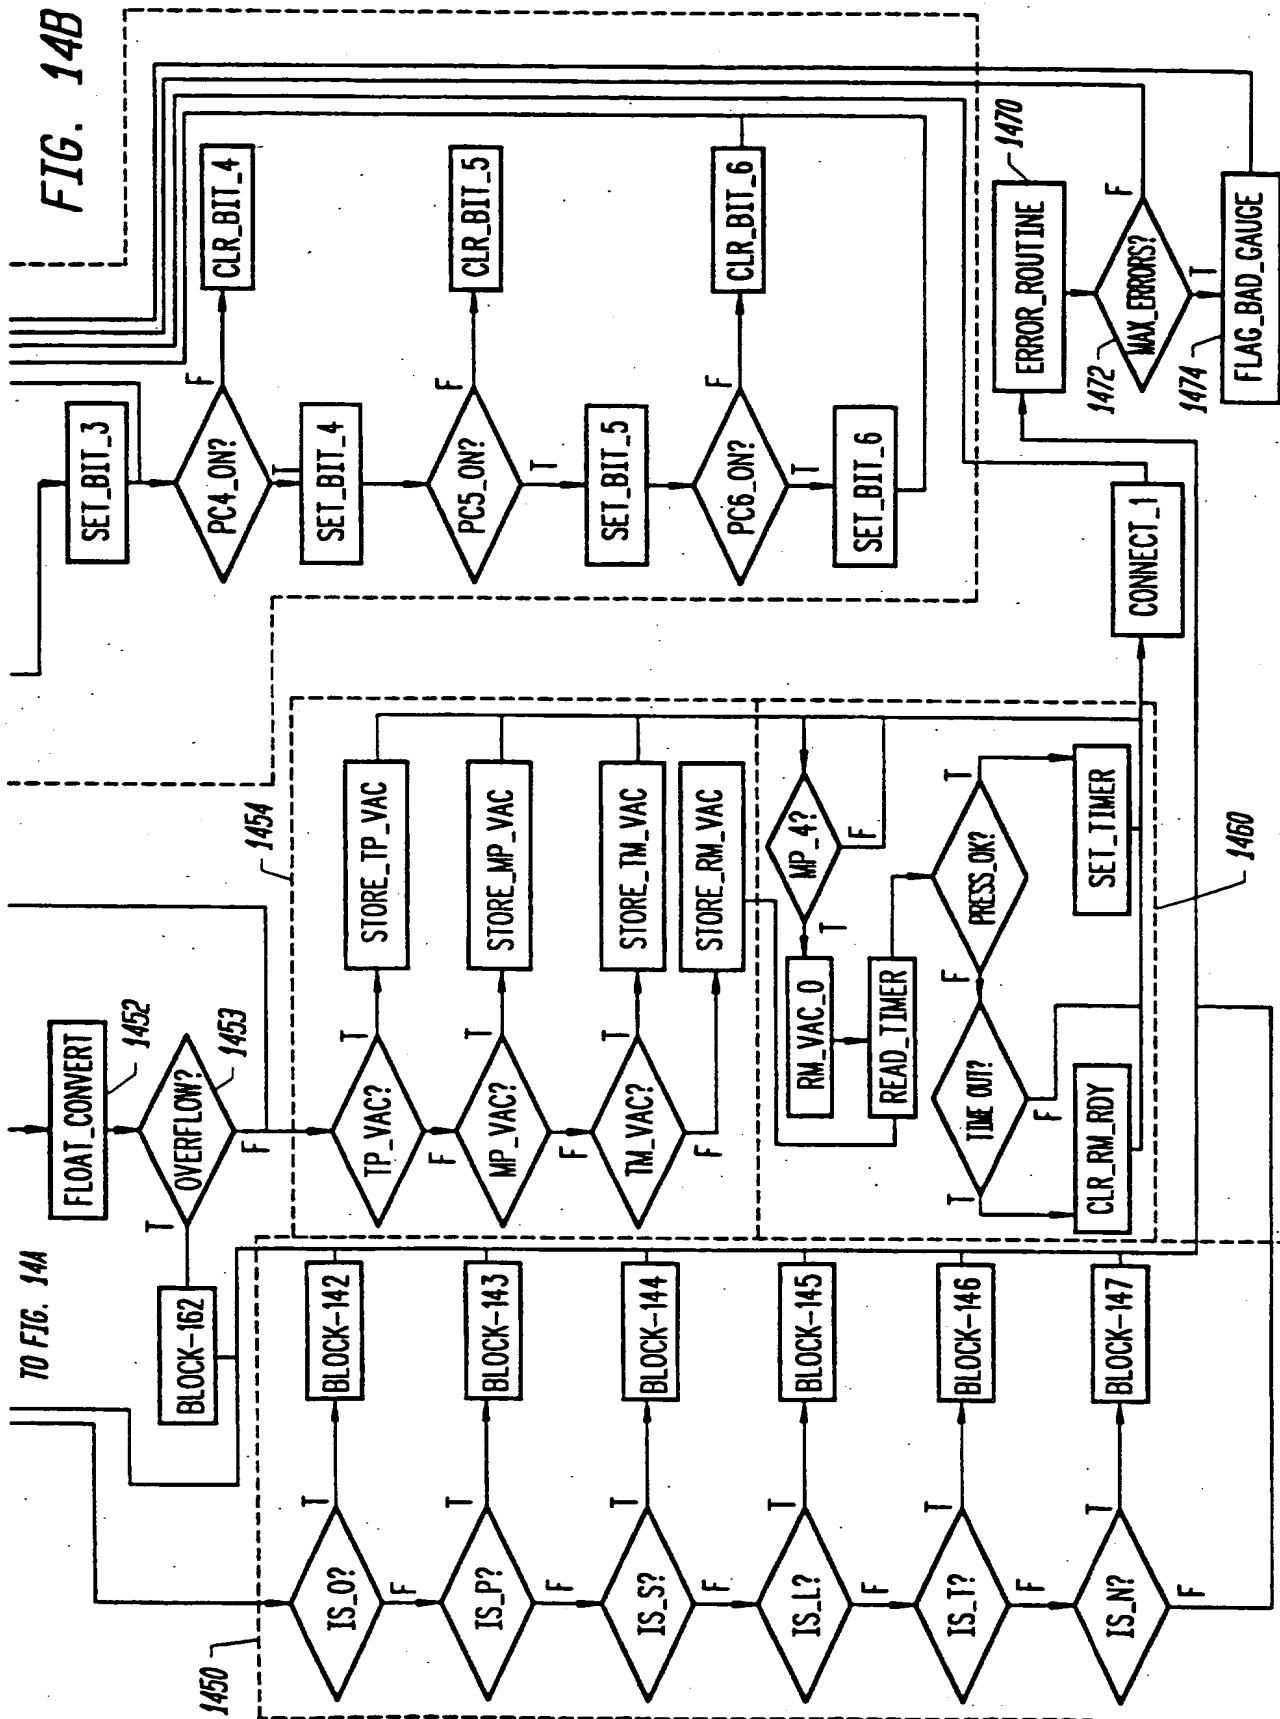 FIG. 14B
TO FIG. 14A
1450
IS_O?
T
F
BLOCK-142
IS_P?
T
F
BLOCK-143
IS_S?
T
F
BLOCK-144
IS_L?
T
F
BLOCK-145
IS_T?
T
F
BLOCK-146
IS_N?
T
F
BLOCK-147
FLOAT_CONVERT
1452
OVERFLOW?
1453
T
F
BLOCK-162
1454
TP_VAC?
T
F
STORE_TP_VAC
MP_VAC?
T
F
STORE_MP_VAC
TM_VAC?
T
F
STORE_TM_VAC
STORE_RM_VAC
MP_4?
F
T
RM_VAC_0
READ_TIMER
PRESS_OK?
T
F
SET_TIMER
TIME OUT?
T
F
CLR_RM_RDY
1460
SET_BIT_3
PC4_ON?
F
T
CLR_BIT_4
SET_BIT_4
PC5_ON?
F
T
CLR_BIT_5
SET_BIT_5
PC6_ON?
F
T
CLR_BIT_6
SET_BIT_6
CONNECT_1
ERROR_ROUTINE
1470
MAX_ERRORS?
1472
F
T
FLAG_BAD_GAUGE
1474